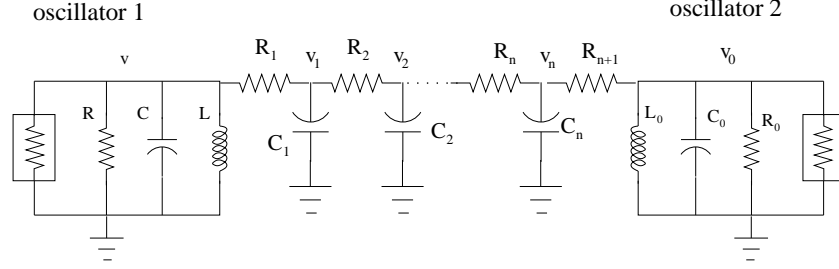 oscillator 1
oscillator 2
v R₁ v₁ R₂ v₂ Rₙ vₙ Rₙ₊₁ v₀
R C L C₁ C₂ Cₙ L₀ C₀ R₀